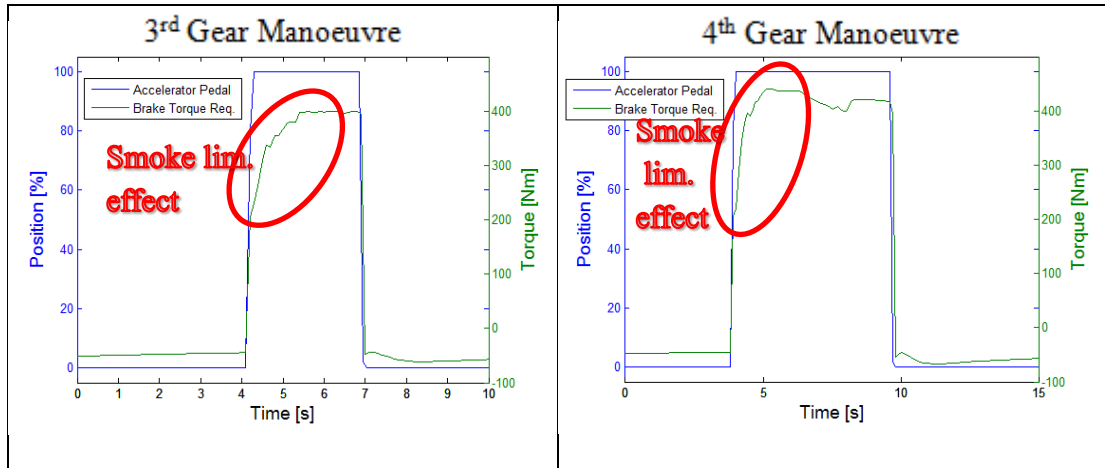 3rd Gear Manoeuvre
100
80
60
40
20
0
Position [%]
Accelerator Pedal
Brake Torque Req.
Smoke lim.
effect
400
300
200
100
0
-100
Torque [Nm]
0 1 2 3 4 5 6 7 8 9 10
Time [s]
4th Gear Manoeuvre
100
80
60
40
20
0
Position [%]
Accelerator Pedal
Brake Torque Req.
Smoke
lim.
effect
400
300
200
100
0
-100
Torque [Nm]
0 5 10 15
Time [s]